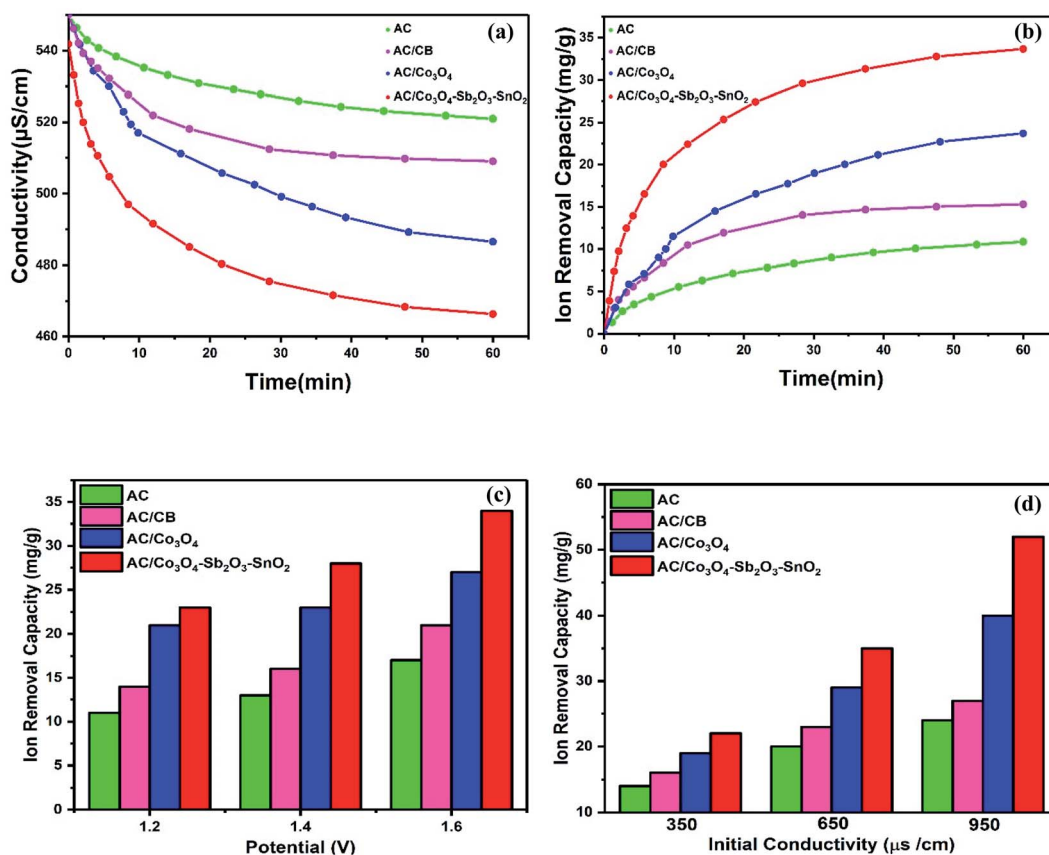 (a)
AC
AC/CB
AC/Co₃O₄
AC/Co₃O₄-Sb₂O₃-SnO₂
540
520
500
480
460
Conductivity(µS/cm)
0 10 20 30 40 50 60
Time(min)
(b)
AC
AC/CB
AC/Co₃O₄
AC/Co₃O₄-Sb₂O₃-SnO₂
35
30
25
20
15
10
5
0
Ion Removal Capacity(mg/g)
0 10 20 30 40 50 60
Time(min)
(c)
AC
AC/CB
AC/Co₃O₄
AC/Co₃O₄-Sb₂O₃-SnO₂
35
30
25
20
15
10
5
0
Ion Removal Capacity (mg/g)
1.2 1.4 1.6
Potential (V)
(d)
AC
AC/CB
AC/Co₃O₄
AC/Co₃O₄-Sb₂O₃-SnO₂
60
50
40
30
20
10
Ion Removal Capacity (mg/g)
350 650 950
Initial Conductivity (µs /cm)